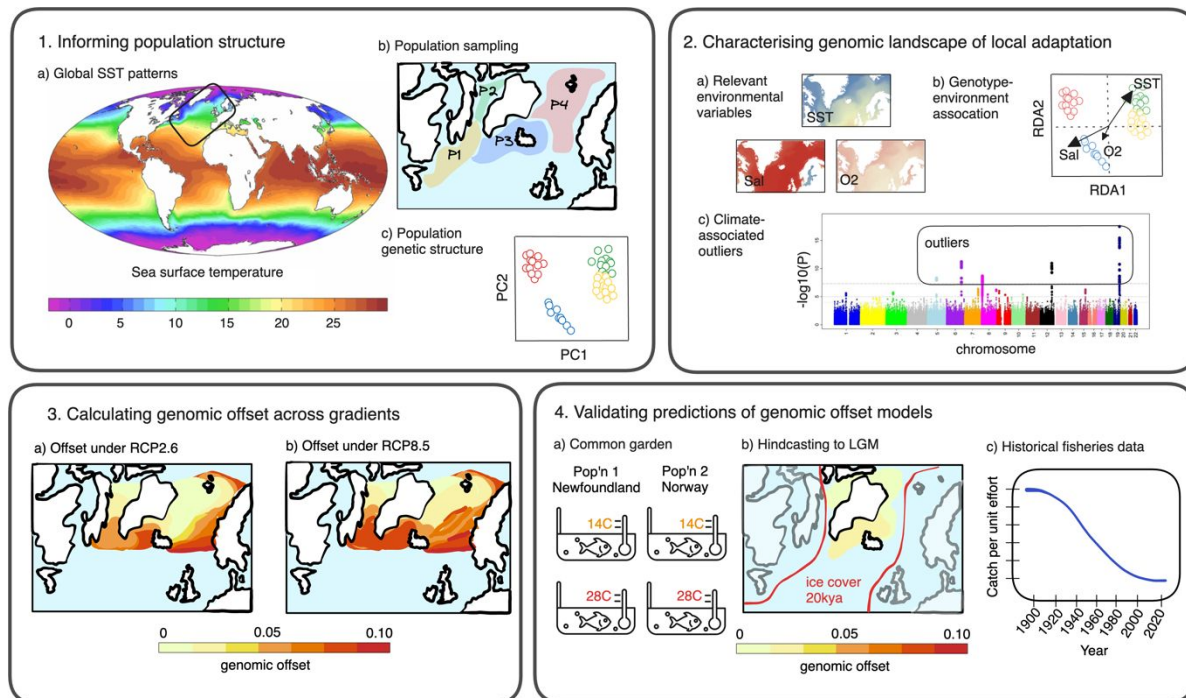 1. Informing population structure
a) Global SST patterns
Sea surface temperature
0 5 10 15 20 25
b) Population sampling
P1
P2
P3
P4
c) Population
genetic structure
PC2
PC1
2. Characterising genomic landscape of local adaptation
a) Relevant
environmental
variables
SST
Sal
O2
b) Genotype-
environment
assocation
SST
Sal
O2
RDA2
RDA1
c) Climate-
associated
outliers
outliers
-log10(P)
0 5 10 15
chromosome
3. Calculating genomic offset across gradients
a) Offset under RCP2.6
b) Offset under RCP8.5
0 0.05 0.10
genomic offset
4. Validating predictions of genomic offset models
a) Common garden
Pop'n 1
Newfoundland
Pop'n 2
Norway
14C
14C
28C
28C
b) Hindcasting to LGM
ice cover
20kya
0 0.05 0.10
genomic offset
c) Historical fisheries data
Catch per unit effort
1900 1920 1940 1960 1980 2000 2020
Year